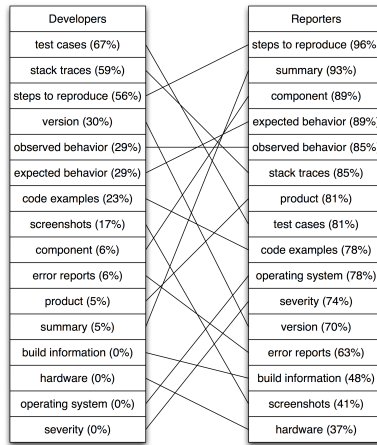 Developers
test cases (67%)
stack traces (59%)
steps to reproduce (56%)
version (30%)
observed behavior (29%)
expected behavior (29%)
code examples (23%)
screenshots (17%)
component (6%)
error reports (6%)
product (5%)
summary (5%)
build information (0%)
hardware (0%)
operating system (0%)
severity (0%)
Reporters
steps to reproduce (96%)
summary (93%)
component (89%)
expected behavior (89%)
observed behavior (85%)
stack traces (85%)
product (81%)
test cases (81%)
code examples (78%)
operating system (78%)
severity (74%)
version (70%)
error reports (63%)
build information (48%)
screenshots (41%)
hardware (37%)